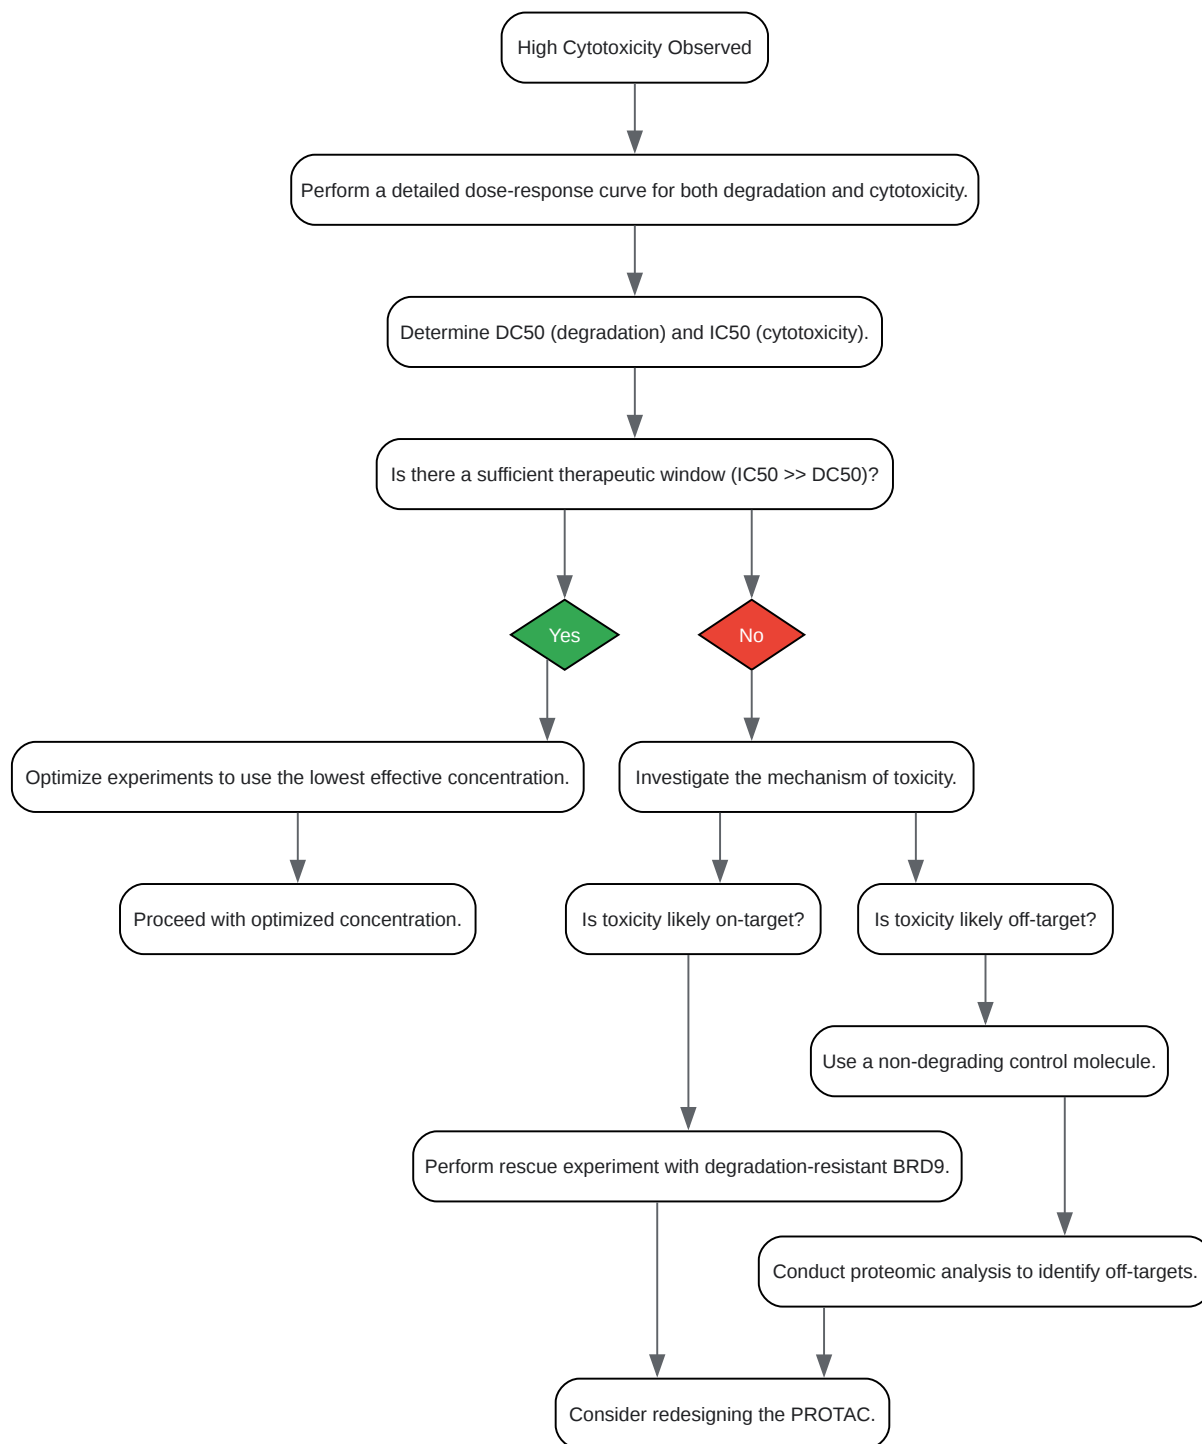 High Cytotoxicity Observed
Perform a detailed dose-response curve for both degradation and cytotoxicity.
Determine DC50 (degradation) and IC50 (cytotoxicity).
Is there a sufficient therapeutic window (IC50 >> DC50)?
Yes
No
Optimize experiments to use the lowest effective concentration.
Investigate the mechanism of toxicity.
Proceed with optimized concentration.
Is toxicity likely on-target?
Is toxicity likely off-target?
Use a non-degrading control molecule.
Perform rescue experiment with degradation-resistant BRD9.
Conduct proteomic analysis to identify off-targets.
Consider redesigning the PROTAC.